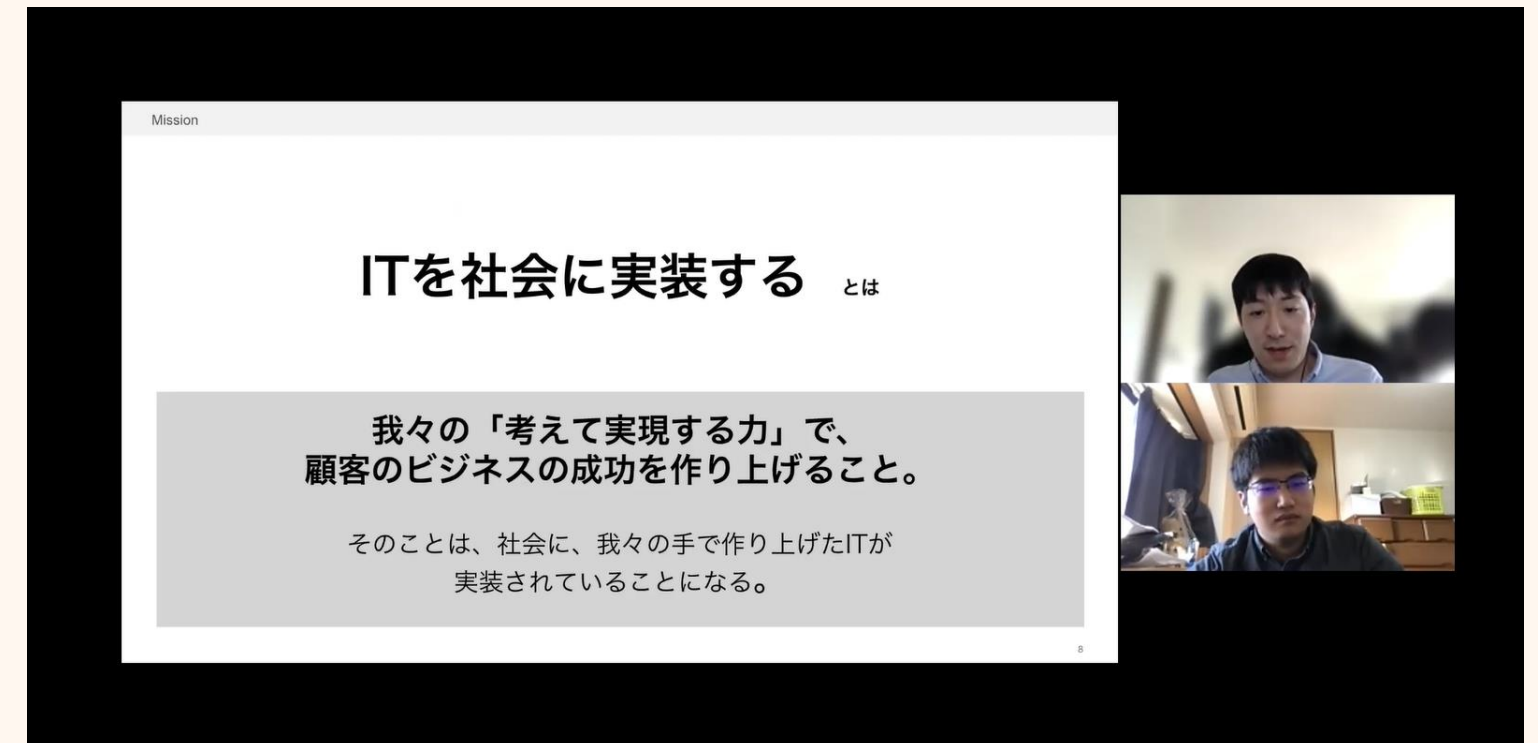 Mission
ITを社会に実装する とは
我々の「考えて実現する力」で、
顧客のビジネスの成功を作り上げること。
そのことは、社会に、我々の手で作り上げたITが
実装されていることになる。
8